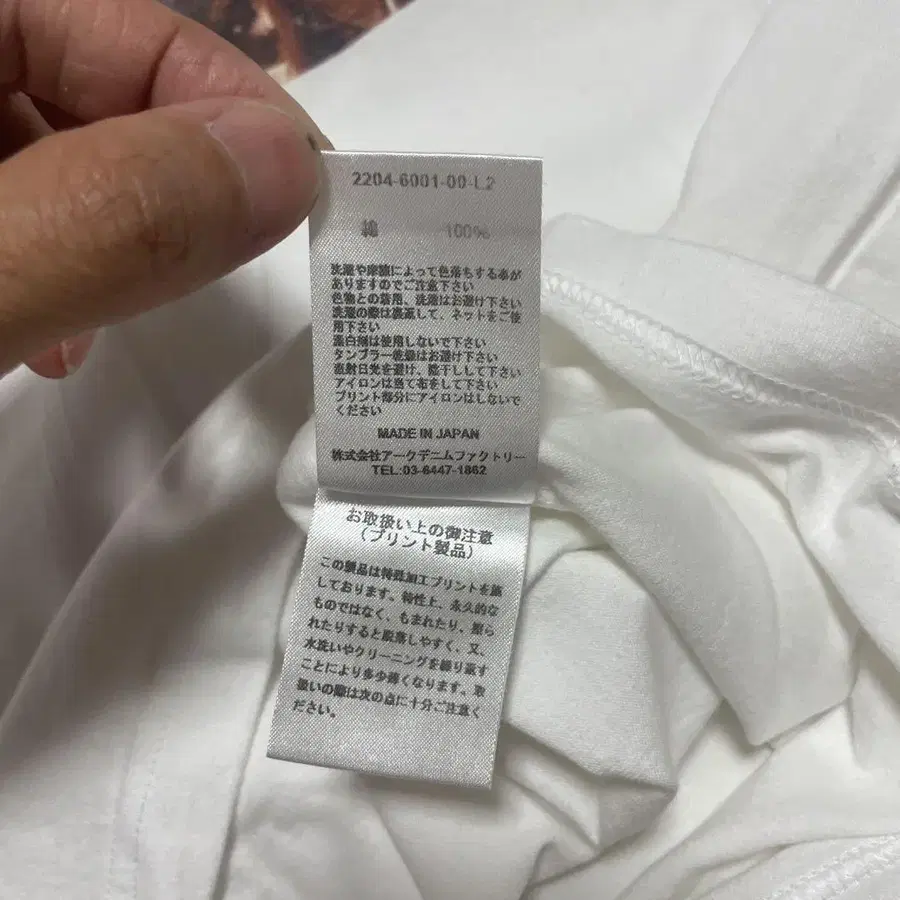 2204-6001-00-L2
綿 100%
洗濯や摩擦によって色落ちする恐れが
ありますのでご注意下さい
色物との着用、洗濯はお避け下さい
洗濯の際は裏返して、ネットをご使
用下さい
漂白剤は使用しないで下さい
タンブラー乾燥はお避け下さい
直射日光を避け、陰干しして下さい
アイロンは当て布をして下さい
プリント部分にアイロンはしないで
ください
MADE IN JAPAN
株式会社アークデニムファクトリー
TEL:03-6447-1862
お取扱い上の御注意
(プリント製品)
この製品は特殊加工プリントを施
しております。特性上、永久的な
ものではなく、もまれたり、擦ら
れたりすると脱落しやすく、又、
水洗いやクリーニングを繰り返す
ことにより多少薄くなります。取
扱いの際は次の点に十分ご注意く
ださい。